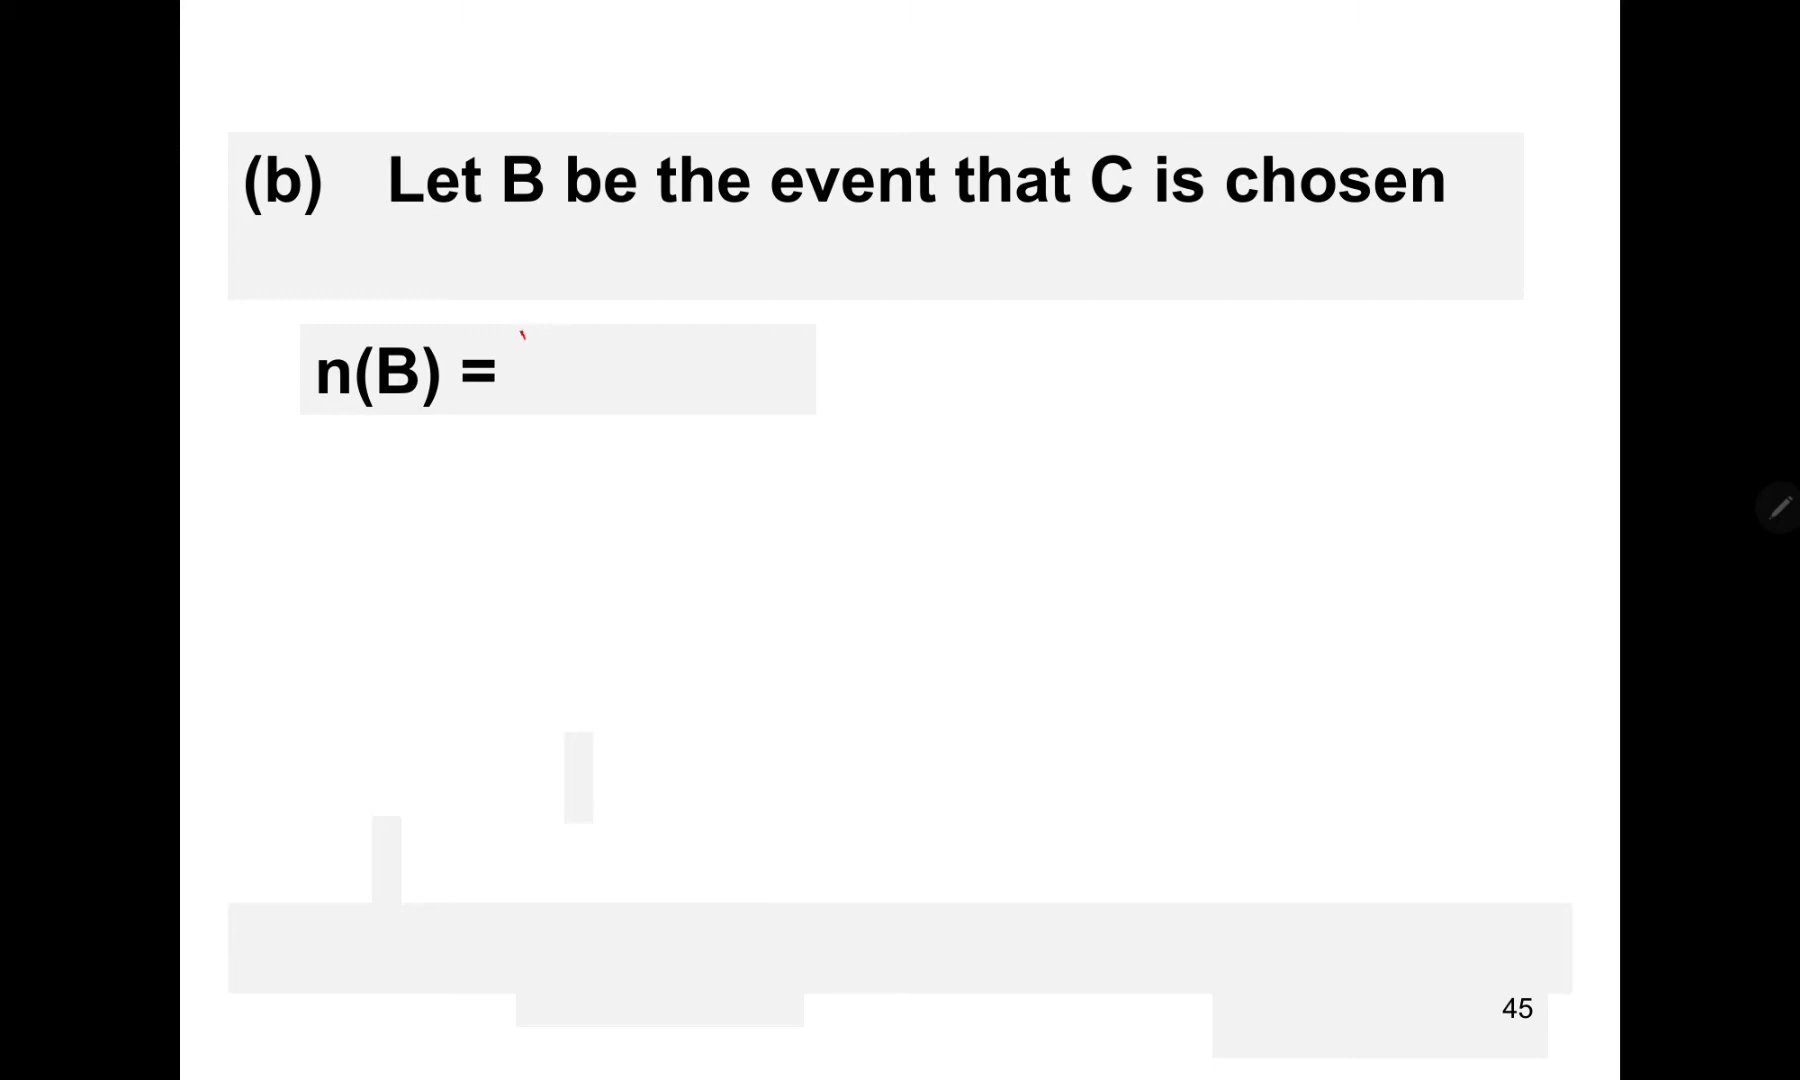 (b) Let B be the event that C is chosen
n(B) =
45